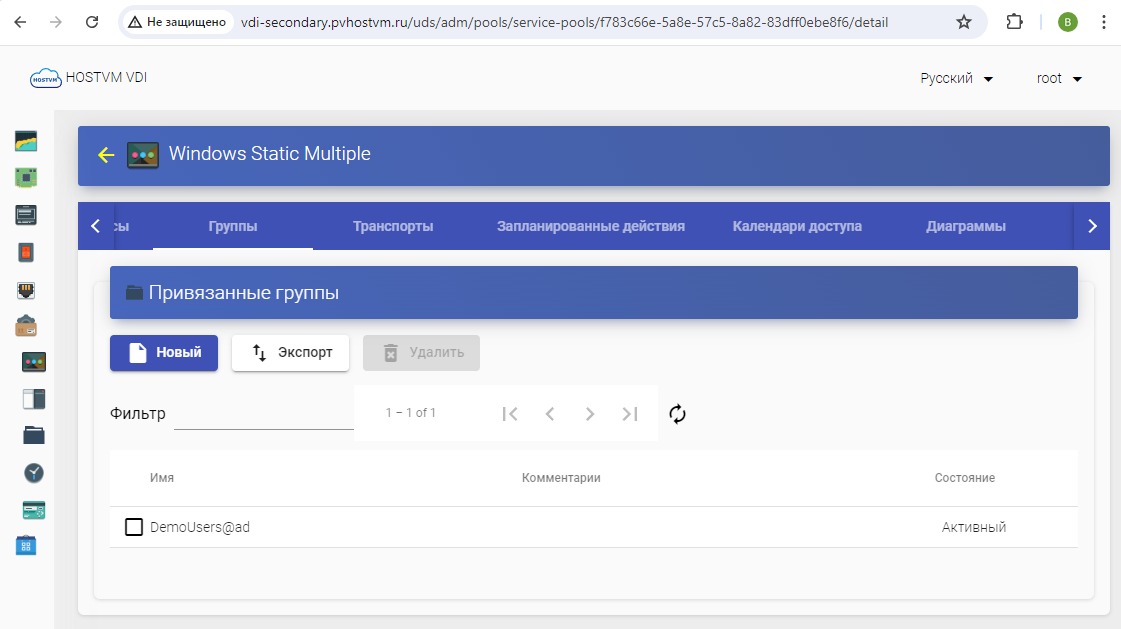 Не защищено vdi-secondary.pvhostvm.ru/uds/adm/pools/service-pools/f783c66e-5a8e-57c5-8a82-83dff0ebe8f6/detail B
HOSTVM HOSTVM VDI Русский root
Windows Static Multiple
сы Группы Транспорты Запланированные действия Календари доступа Диаграммы
Привязанные группы
Новый Экспорт Удалить
Фильтр 1 – 1 of 1
Имя Комментарии Состояние
DemoUsers@ad Активный